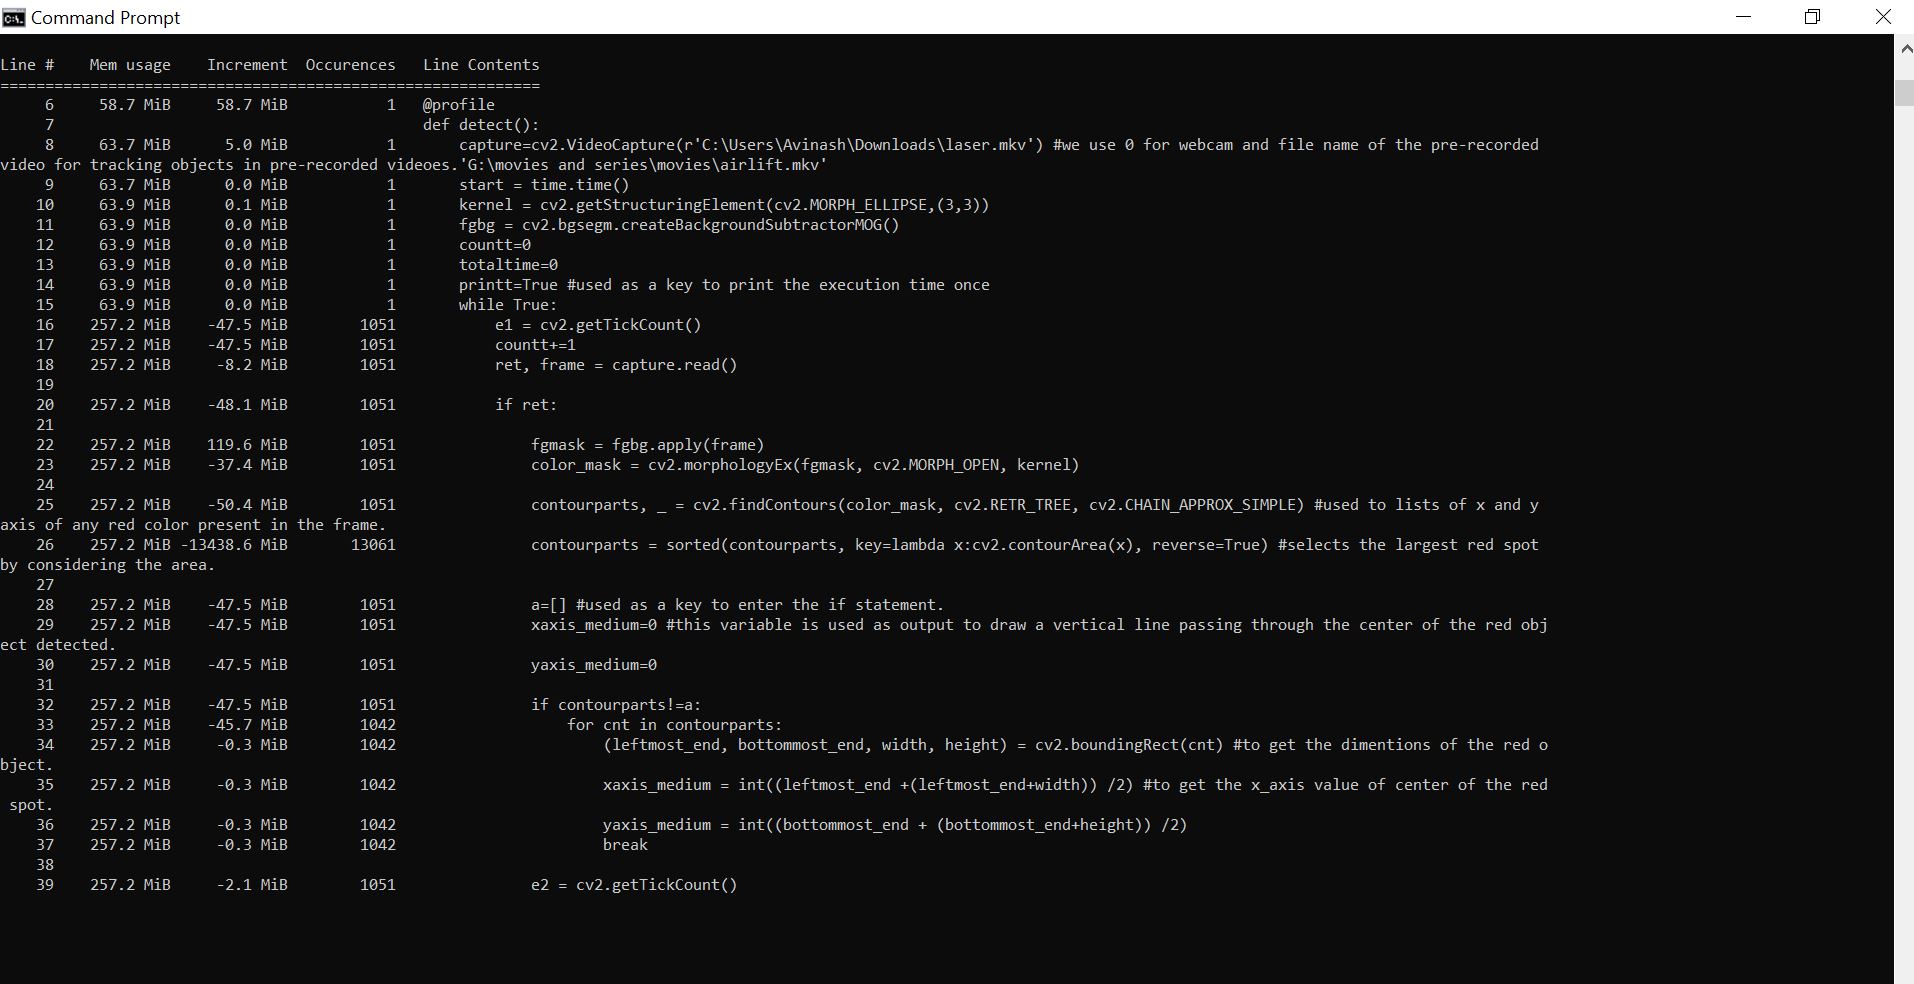 Command Prompt
Line #    Mem usage    Increment  Occurences   Line Contents
============================================================
     6     58.7 MiB     58.7 MiB           1   @profile
     7                                         def detect():
     8     63.7 MiB      5.0 MiB           1       capture=cv2.VideoCapture(r'C:\Users\Avinash\Downloads\laser.mkv') #we use 0 for webcam and file name of the pre-recorded
video for tracking objects in pre-recorded videoes.'G:\movies and series\movies\airlift.mkv'
     9     63.7 MiB      0.0 MiB           1       start = time.time()
    10     63.9 MiB      0.1 MiB           1       kernel = cv2.getStructuringElement(cv2.MORPH_ELLIPSE,(3,3))
    11     63.9 MiB      0.0 MiB           1       fgbg = cv2.bgsegm.createBackgroundSubtractorMOG()
    12     63.9 MiB      0.0 MiB           1       countt=0
    13     63.9 MiB      0.0 MiB           1       totaltime=0
    14     63.9 MiB      0.0 MiB           1       printt=True #used as a key to print the execution time once
    15     63.9 MiB      0.0 MiB           1       while True:
    16    257.2 MiB    -47.5 MiB        1051           e1 = cv2.getTickCount()
    17    257.2 MiB    -47.5 MiB        1051           countt+=1
    18    257.2 MiB     -8.2 MiB        1051           ret, frame = capture.read()
    19
    20    257.2 MiB    -48.1 MiB        1051           if ret:
    21
    22    257.2 MiB    119.6 MiB        1051               fgmask = fgbg.apply(frame)
    23    257.2 MiB    -37.4 MiB        1051               color_mask = cv2.morphologyEx(fgmask, cv2.MORPH_OPEN, kernel)
    24
    25    257.2 MiB    -50.4 MiB        1051               contourparts, _ = cv2.findContours(color_mask, cv2.RETR_TREE, cv2.CHAIN_APPROX_SIMPLE) #used to lists of x and y
axis of any red color present in the frame.
    26    257.2 MiB -13438.6 MiB       13061               contourparts = sorted(contourparts, key=lambda x:cv2.contourArea(x), reverse=True) #selects the largest red spot
by considering the area.
    27
    28    257.2 MiB    -47.5 MiB        1051               a=[] #used as a key to enter the if statement.
    29    257.2 MiB    -47.5 MiB        1051               xaxis_medium=0 #this variable is used as output to draw a vertical line passing through the center of the red obj
ect detected.
    30    257.2 MiB    -47.5 MiB        1051               yaxis_medium=0
    31
    32    257.2 MiB    -47.5 MiB        1051               if contourparts!=a:
    33    257.2 MiB    -45.7 MiB        1042                   for cnt in contourparts:
    34    257.2 MiB     -0.3 MiB        1042                       (leftmost_end, bottommost_end, width, height) = cv2.boundingRect(cnt) #to get the dimentions of the red o
bject.
    35    257.2 MiB     -0.3 MiB        1042                       xaxis_medium = int((leftmost_end +(leftmost_end+width)) /2) #to get the x_axis value of center of the red
 spot.
    36    257.2 MiB     -0.3 MiB        1042                       yaxis_medium = int((bottommost_end + (bottommost_end+height)) /2)
    37    257.2 MiB     -0.3 MiB        1042                       break
    38
    39    257.2 MiB     -2.1 MiB        1051               e2 = cv2.getTickCount()